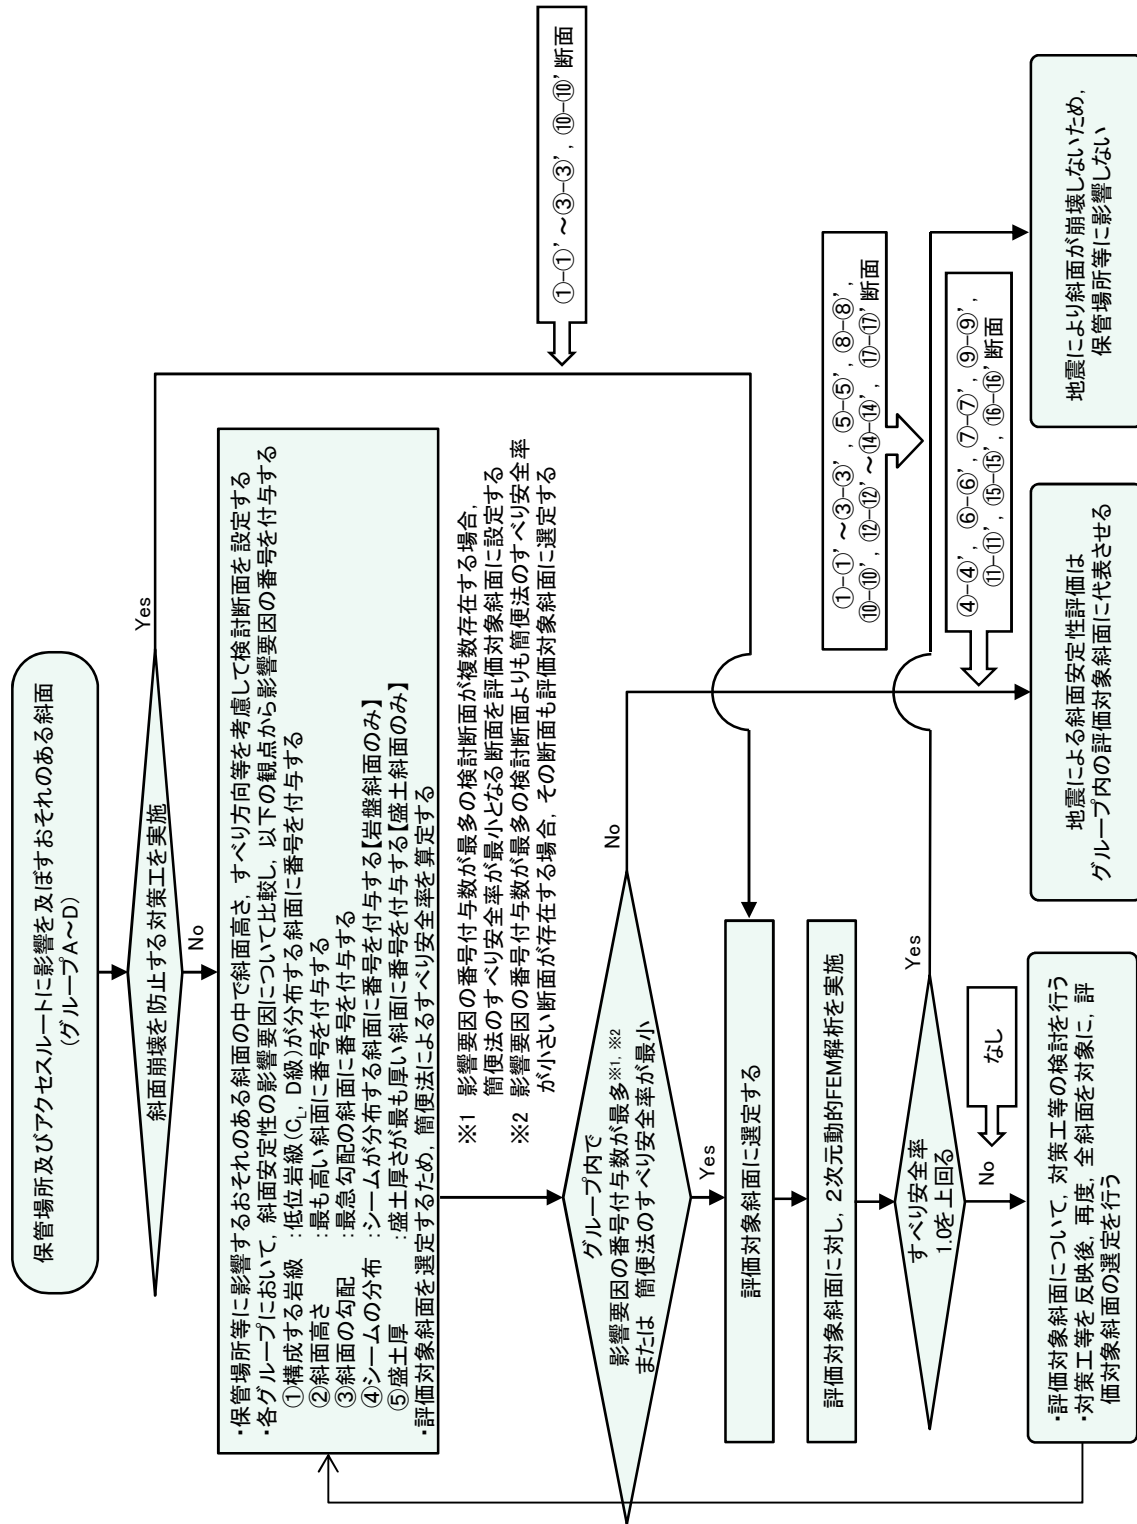 保管場所及びアクセスルートに影響を及ぼすおそれのある斜面
(グループA～D)
斜面崩壊を防止する対策工を実施
Yes
No
①-①’～③-③’, ⑩-⑩’断面
・保管場所等に影響するおそれのある斜面の中で斜面高さ，すべり方向等を考慮して検討断面を設定する
・各グループにおいて，斜面安定性の影響要因について比較し，以下の観点から影響要因の番号を付与する
①構成する岩級　：低位岩級(CL，D級)が分布する斜面に番号を付与する
②斜面高さ　：最も高い斜面に番号を付与する
③斜面の勾配　：最急勾配の斜面に番号を付与する
④シームの分布　：シームが分布する斜面に番号を付与する【岩盤斜面のみ】
⑤盛土厚　：盛土厚さが最も厚い斜面に番号を付与する【盛土斜面のみ】
・評価対象斜面を選定するため，簡便法によるすべり安全率を算定する
※1　影響要因の番号付与数が最多の検討断面が複数存在する場合，
簡便法のすべり安全率が最小となる断面を評価対象斜面に設定する
※2　影響要因の番号付与数が最多の検討断面よりも簡便法のすべり安全率
が小さい断面が存在する場合，その断面も評価対象斜面に選定する
グループ内で
影響要因の番号付与数が最多※1，※2
または　簡便法のすべり安全率が最小
No
Yes
評価対象斜面に選定する
評価対象斜面に対し，2次元動的FEM解析を実施
①-①’～③-③’, ⑤-⑤’, ⑧-⑧’,
⑩-⑩’, ⑫-⑫’～⑭-⑭’, ⑰-⑰’断面
すべり安全率
1.0を上回る
Yes
No
なし
④-④’, ⑥-⑥’, ⑦-⑦’, ⑨-⑨’,
⑪-⑪’, ⑮-⑮’, ⑯-⑯’断面
・評価対象斜面について，対策工等の検討を行う
・対策工等を反映後，再度，全斜面を対象に，評
価対象斜面の選定を行う
地震による斜面安定性評価は
グループ内の評価対象斜面に代表させる
地震により斜面が崩壊しないため，
保管場所等に影響しない